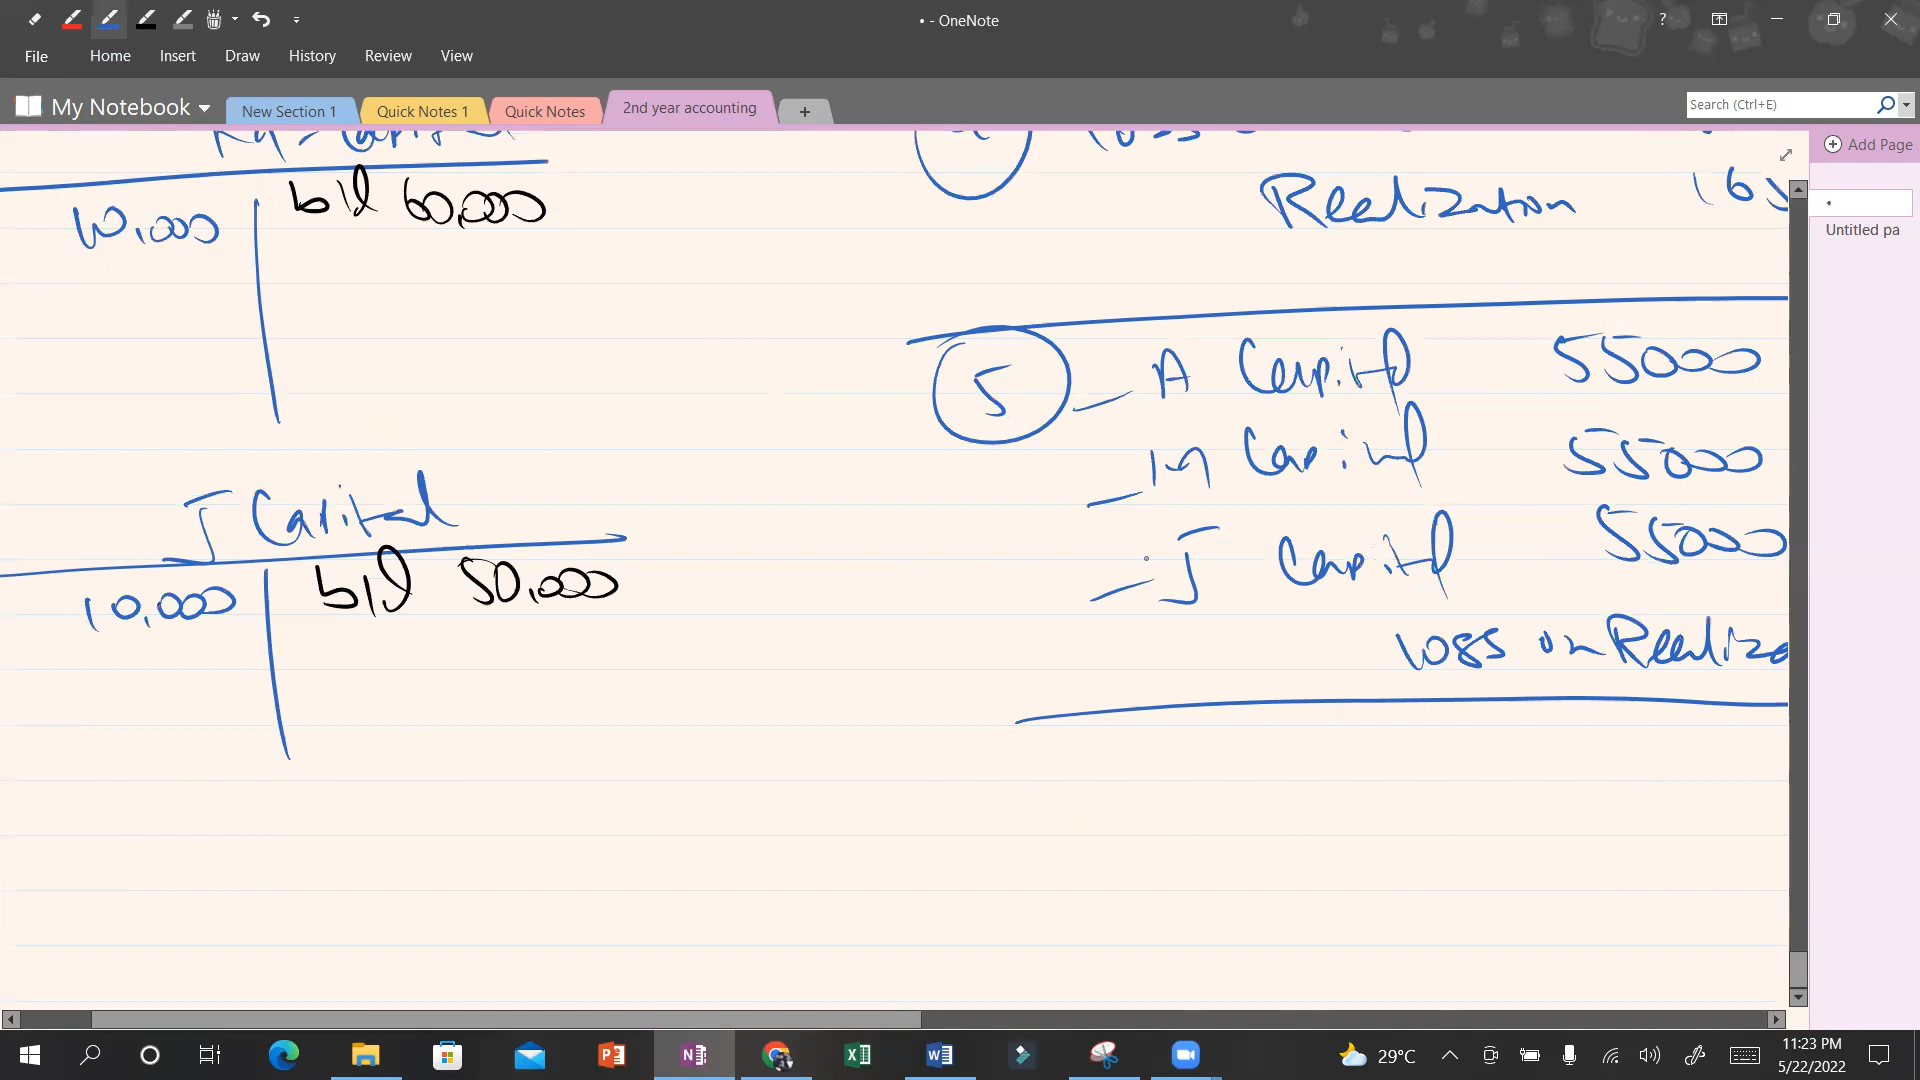 • - OneNote
?
File Home Insert Draw History Review View
My Notebook
New Section 1 Quick Notes 1 Quick Notes 2nd year accounting +
Search (Ctrl+E)
Add Page
•
Untitled pa
Capital
b/d 60,000
10,000
loss
Realization
5
A Capital 55000
M Capital 55000
J Capital 55000
loss on Realiza
J Capital
10,000 b/d 50,000
29°C
11:23 PM
5/22/2022